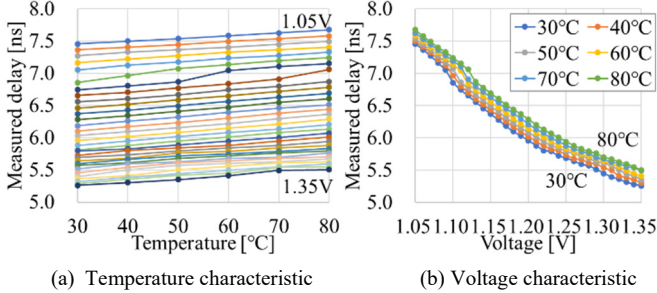 Measured delay [ns]
8.0
7.5
7.0
6.5
6.0
5.5
5.0
1.05V
1.35V
30 40 50 60 70 80
Temperature [℃]
(a) Temperature characteristic
Measured delay [ns]
8.0
7.5
7.0
6.5
6.0
5.5
5.0
30℃ 40℃
50℃ 60℃
70℃ 80℃
80℃
30℃
1.05 1.10 1.15 1.20 1.25 1.30 1.35
Voltage [V]
(b) Voltage characteristic